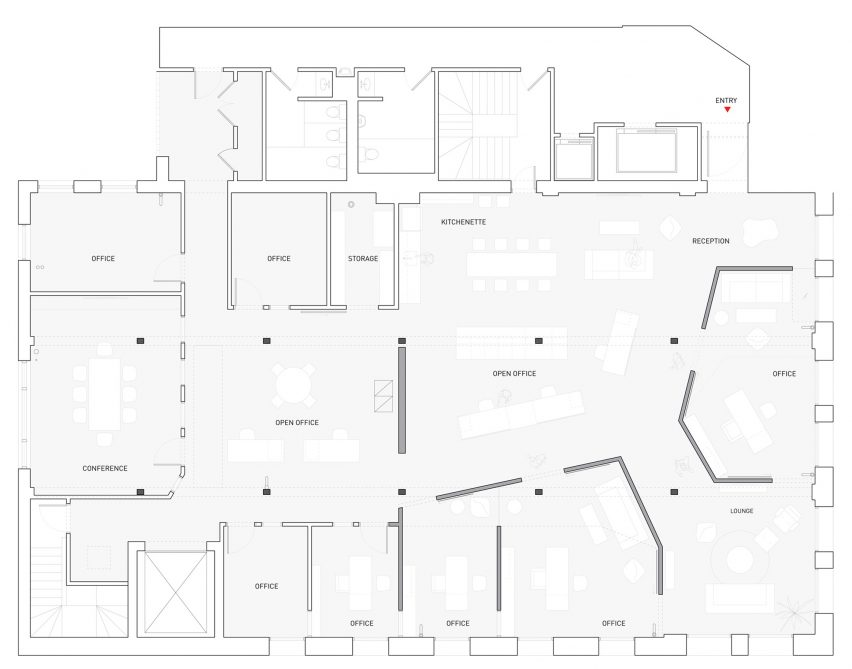 ENTRY
KITCHENETTE
RECEPTION
OFFICE
OFFICE
STORAGE
OPEN OFFICE
OFFICE
OPEN OFFICE
CONFERENCE
LOUNGE
OFFICE
OFFICE
OFFICE
OFFICE